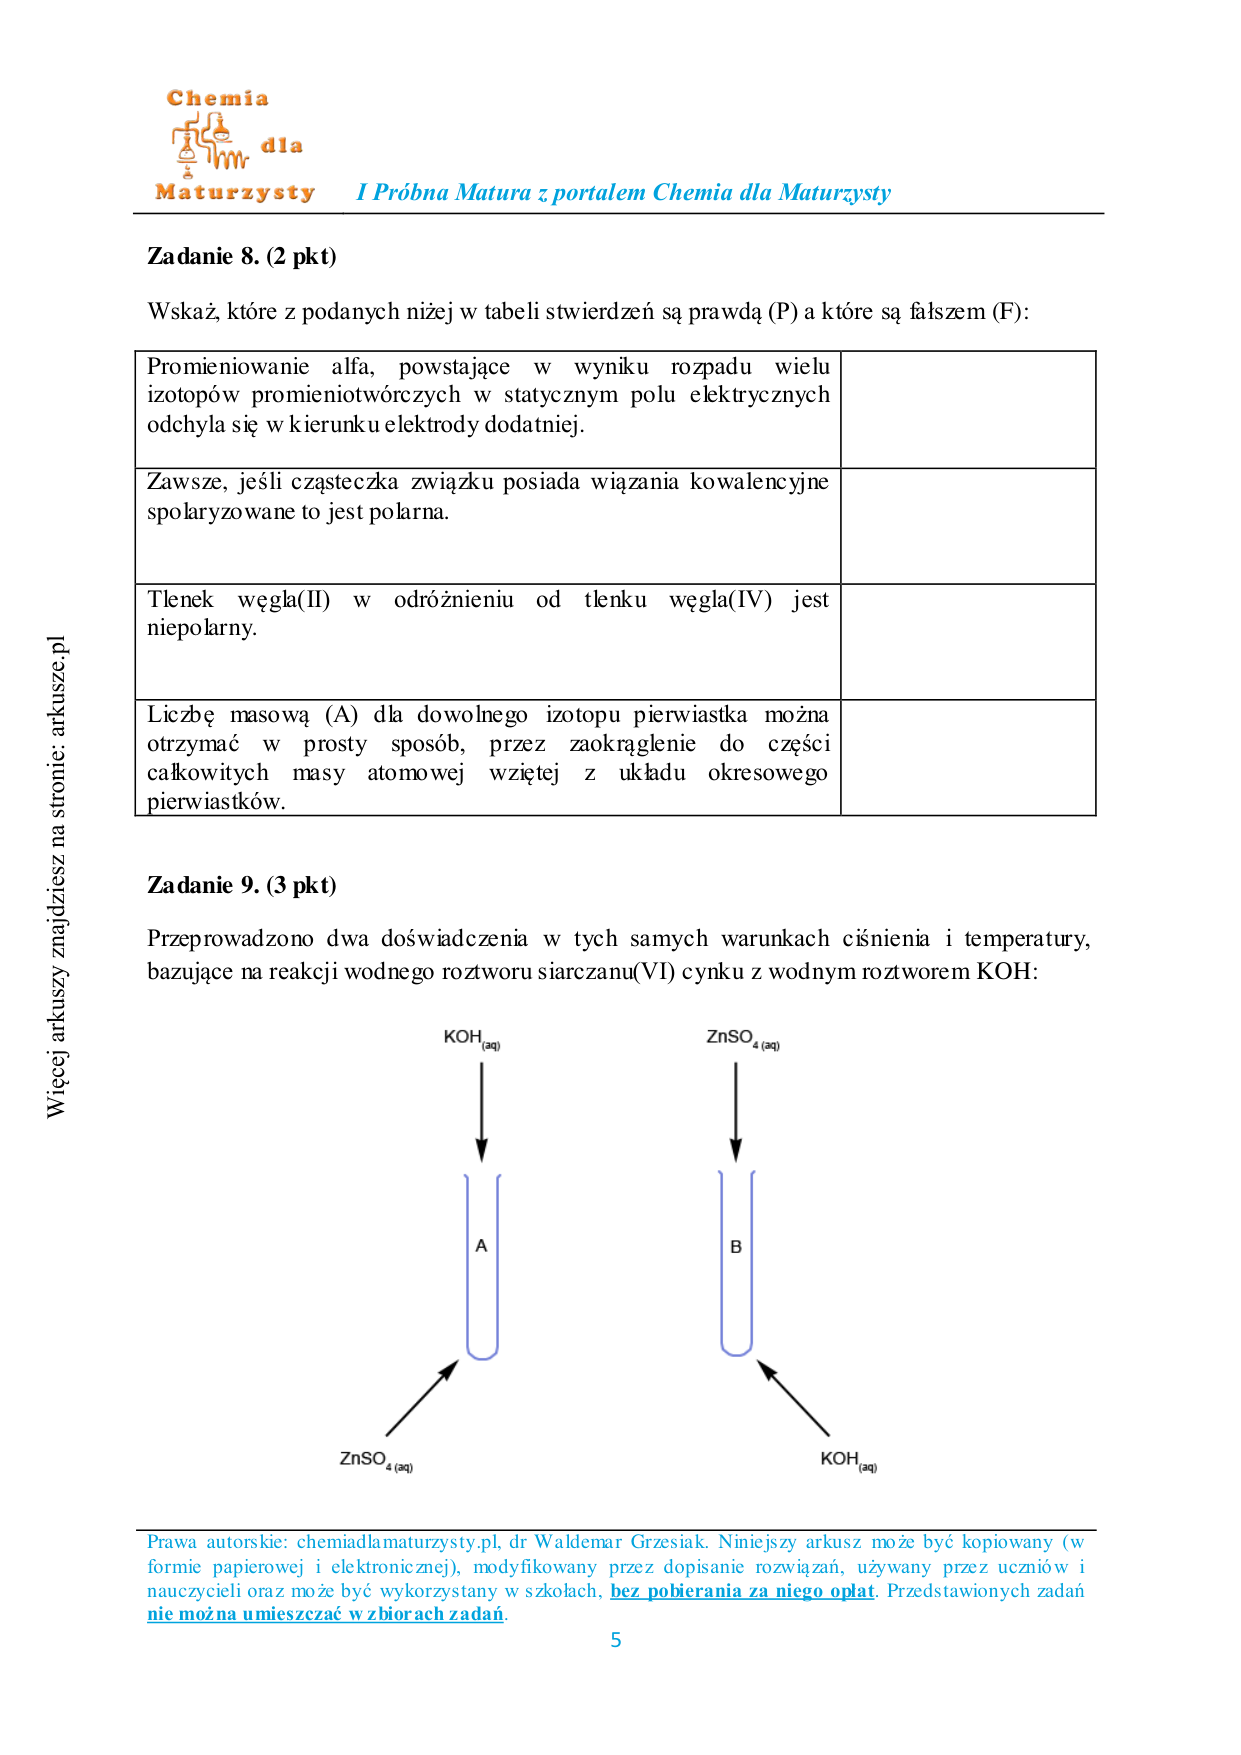 Chemia
dla
Maturzysty
I Próbna Matura z portalem Chemia dla Maturzysty
Zadanie 8. (2 pkt)
Wskaż, które z podanych niżej w tabeli stwierdzeń są prawdą (P) a które są fałszem (F):
Promieniowanie alfa, powstające w wyniku rozpadu wielu
izotopów promieniotwórczych w statycznym polu elektrycznych
odchyla się w kierunku elektrody dodatniej.
Zawsze, jeśli cząsteczka związku posiada wiązania kowalencyjne
spolaryzowane to jest polarna.
Tlenek węgla(II) w odróżnieniu od tlenku węgla(IV) jest
niepolarny.
Liczbę masową (A) dla dowolnego izotopu pierwiastka można
otrzymać w prosty sposób, przez zaokrąglenie do części
całkowitych masy atomowej wziętej z układu okresowego
pierwiastków.
Zadanie 9. (3 pkt)
Przeprowadzono dwa doświadczenia w tych samych warunkach ciśnienia i temperatury,
bazujące na reakcji wodnego roztworu siarczanu(VI) cynku z wodnym roztworem KOH:
KOH(aq) ZnSO4 (aq)
A B
ZnSO4 (aq) KOH(aq)
Prawa autorskie: chemiadlamaturzysty.pl, dr Waldemar Grzesiak. Niniejszy arkusz może być kopiowany (w
formie papierowej i elektronicznej), modyfikowany przez dopisanie rozwiązań, używany przez uczniów i
nauczycieli oraz może być wykorzystany w szkołach, bez pobierania za niego opłat. Przedstawionych zadań
nie można umieszczać w zbiorach zadań.
5
Więcej arkuszy znajdziesz na stronie: arkusze.pl